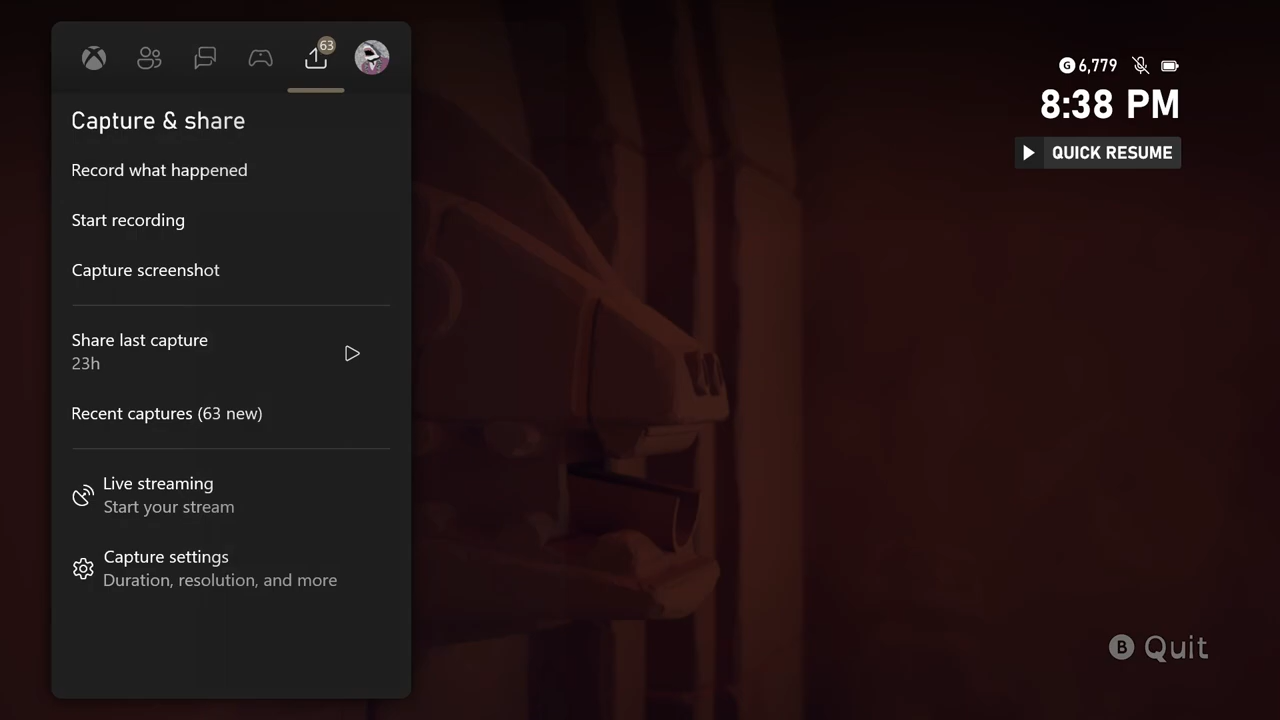 63
Capture & share
Record what happened
Start recording
Capture screenshot
Share last capture
23h
Recent captures (63 new)
Live streaming
Start your stream
Capture settings
Duration, resolution, and more
G 6,779
8:38 PM
QUICK RESUME
B Quit